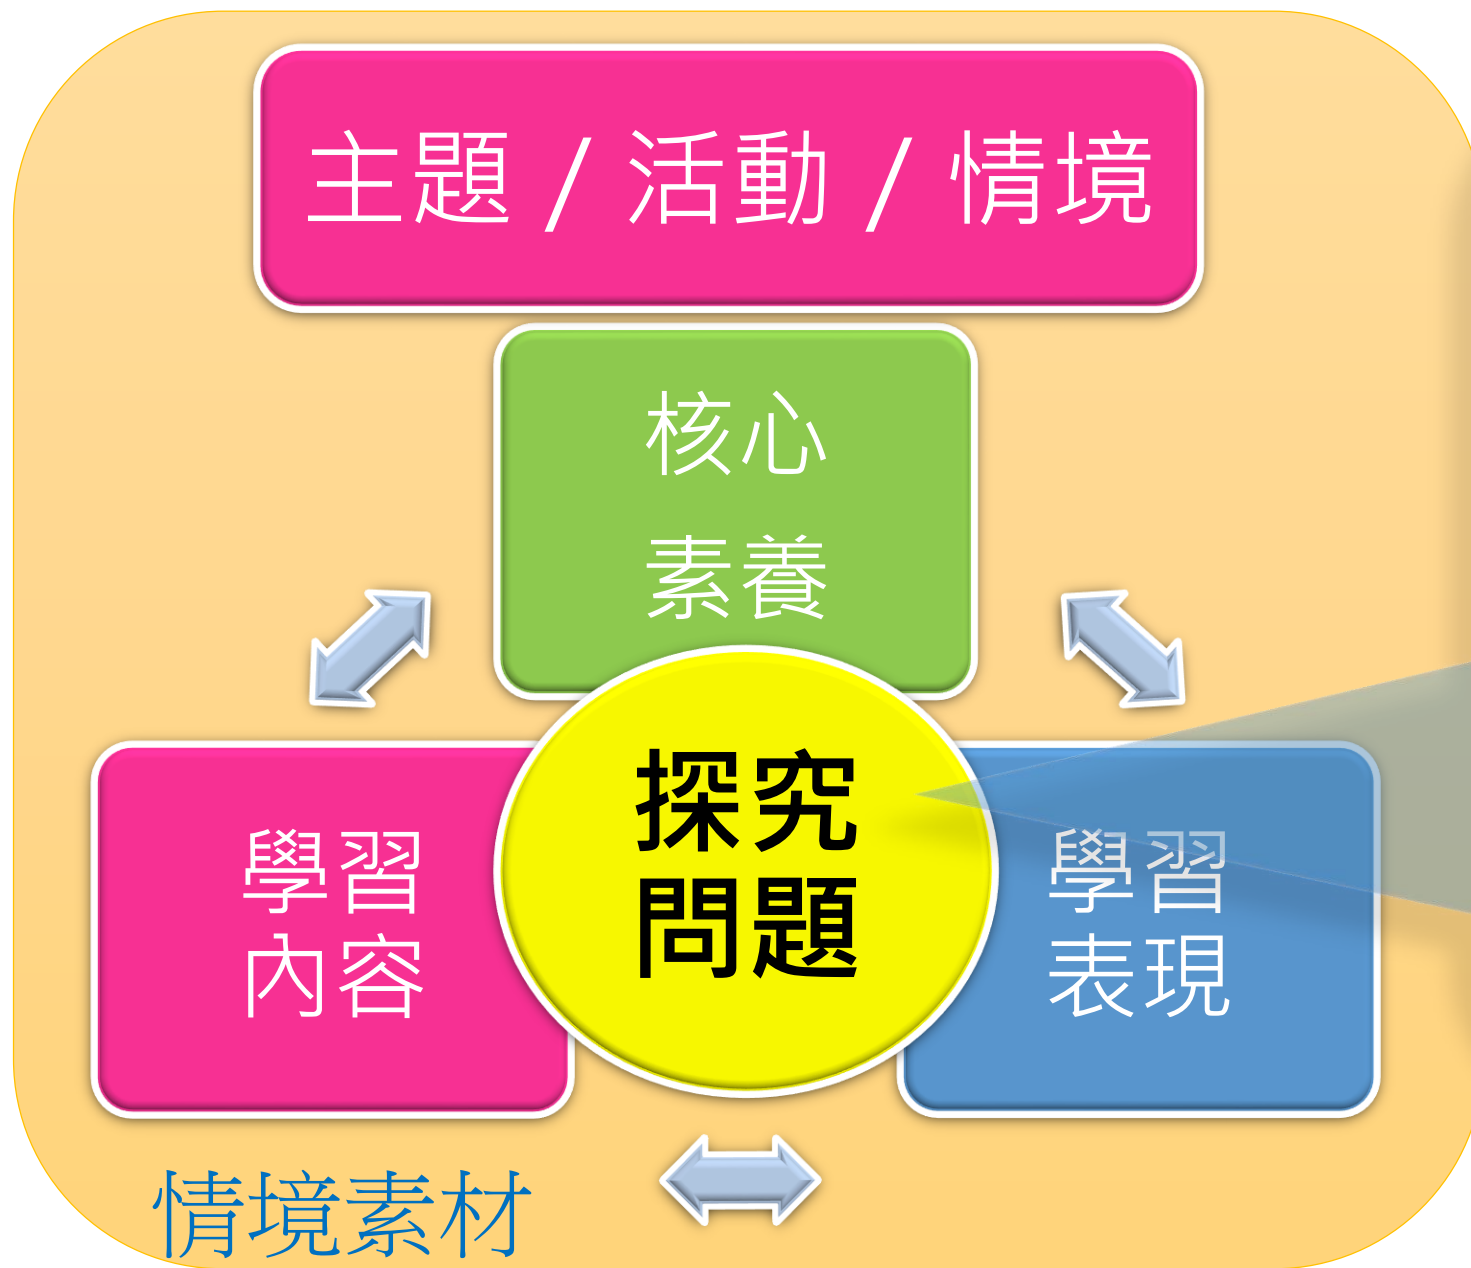 主題 / 活動 / 情境
核心
素養
探究
問題
學習
內容
學習
表現
情境素材